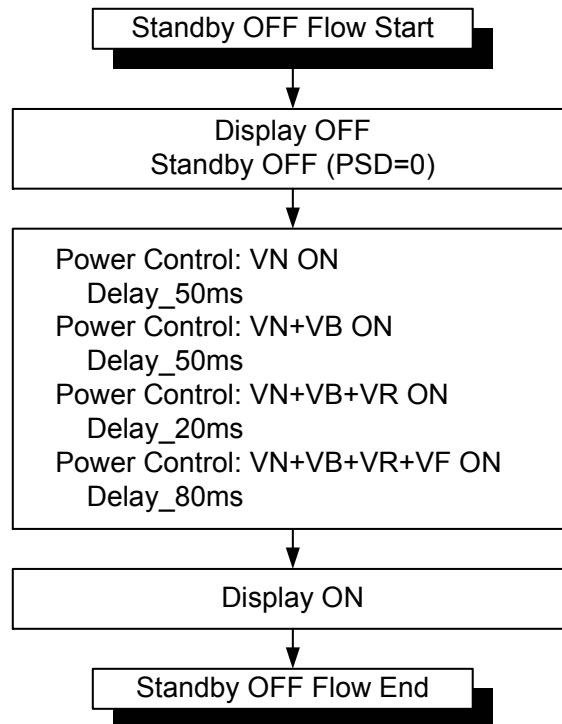 Standby OFF Flow Start
Display OFF
Standby OFF (PSD=0)
Power Control: VN ON
Delay_50ms
Power Control: VN+VB ON
Delay_50ms
Power Control: VN+VB+VR ON
Delay_20ms
Power Control: VN+VB+VR+VF ON
Delay_80ms
Display ON
Standby OFF Flow End